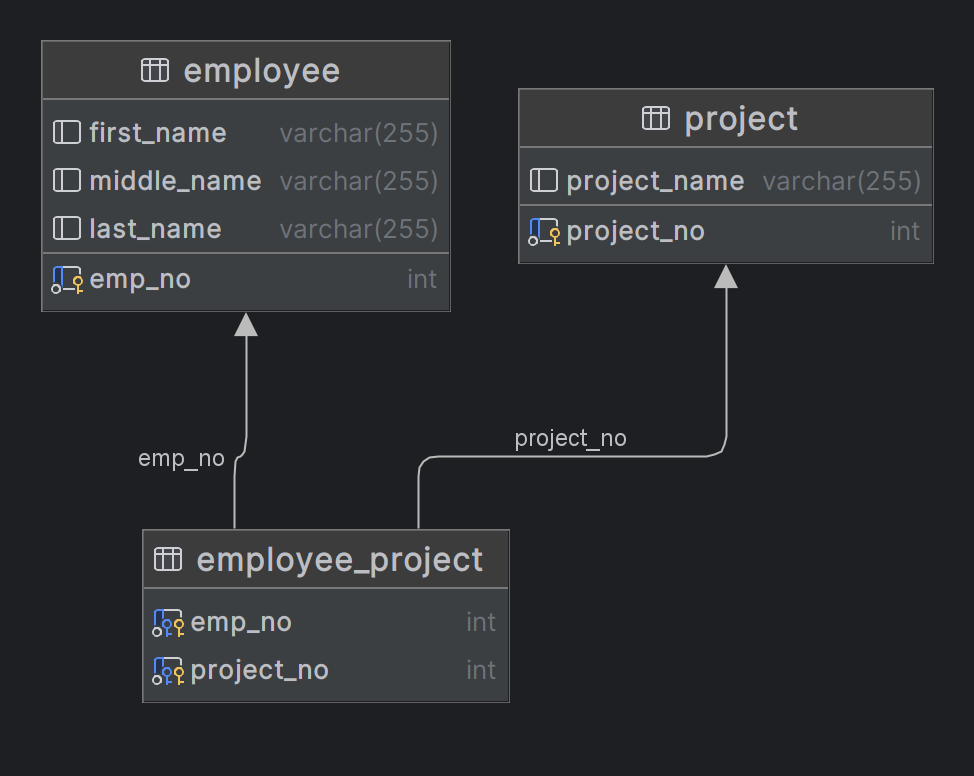 employee
first_name varchar(255)
middle_name varchar(255)
last_name varchar(255)
emp_no int
project
project_name varchar(255)
project_no int
emp_no
project_no
employee_project
emp_no int
project_no int